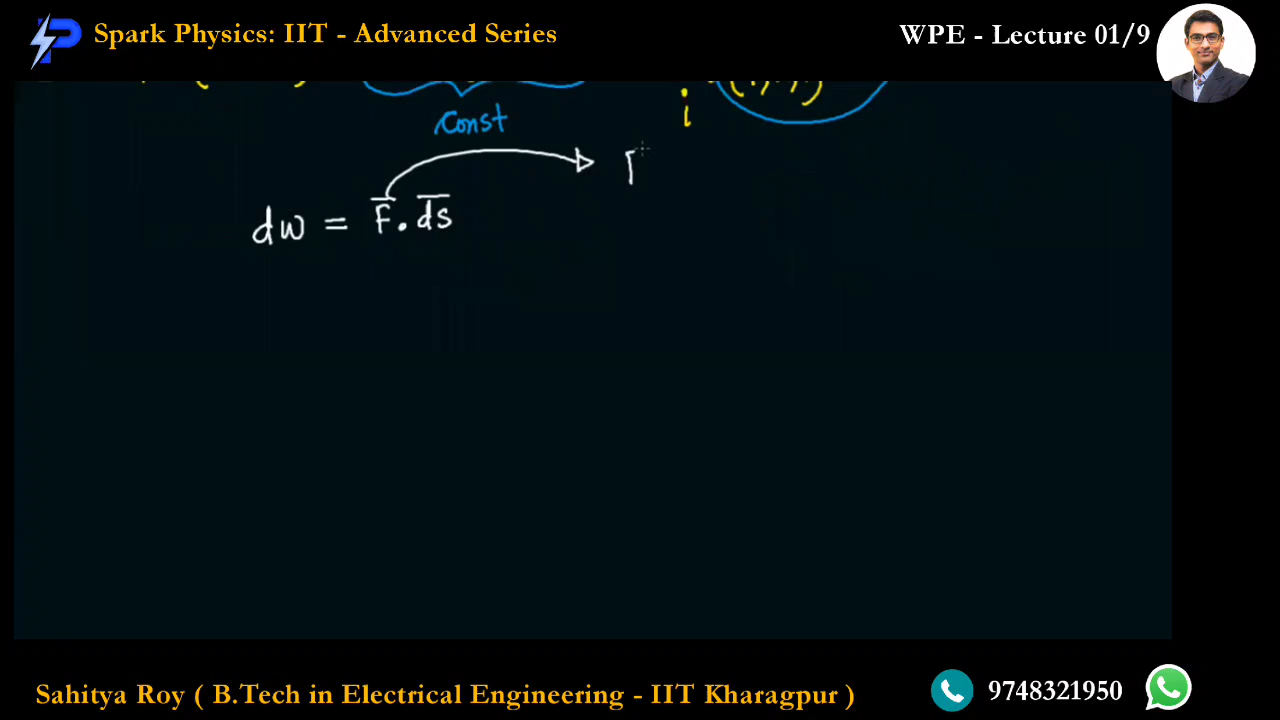 Spark Physics: IIT - Advanced Series
WPE - Lecture 01/9
Const
i
dw = F̅ . d̅s̅
Sahitya Roy ( B.Tech in Electrical Engineering - IIT Kharagpur )
9748321950